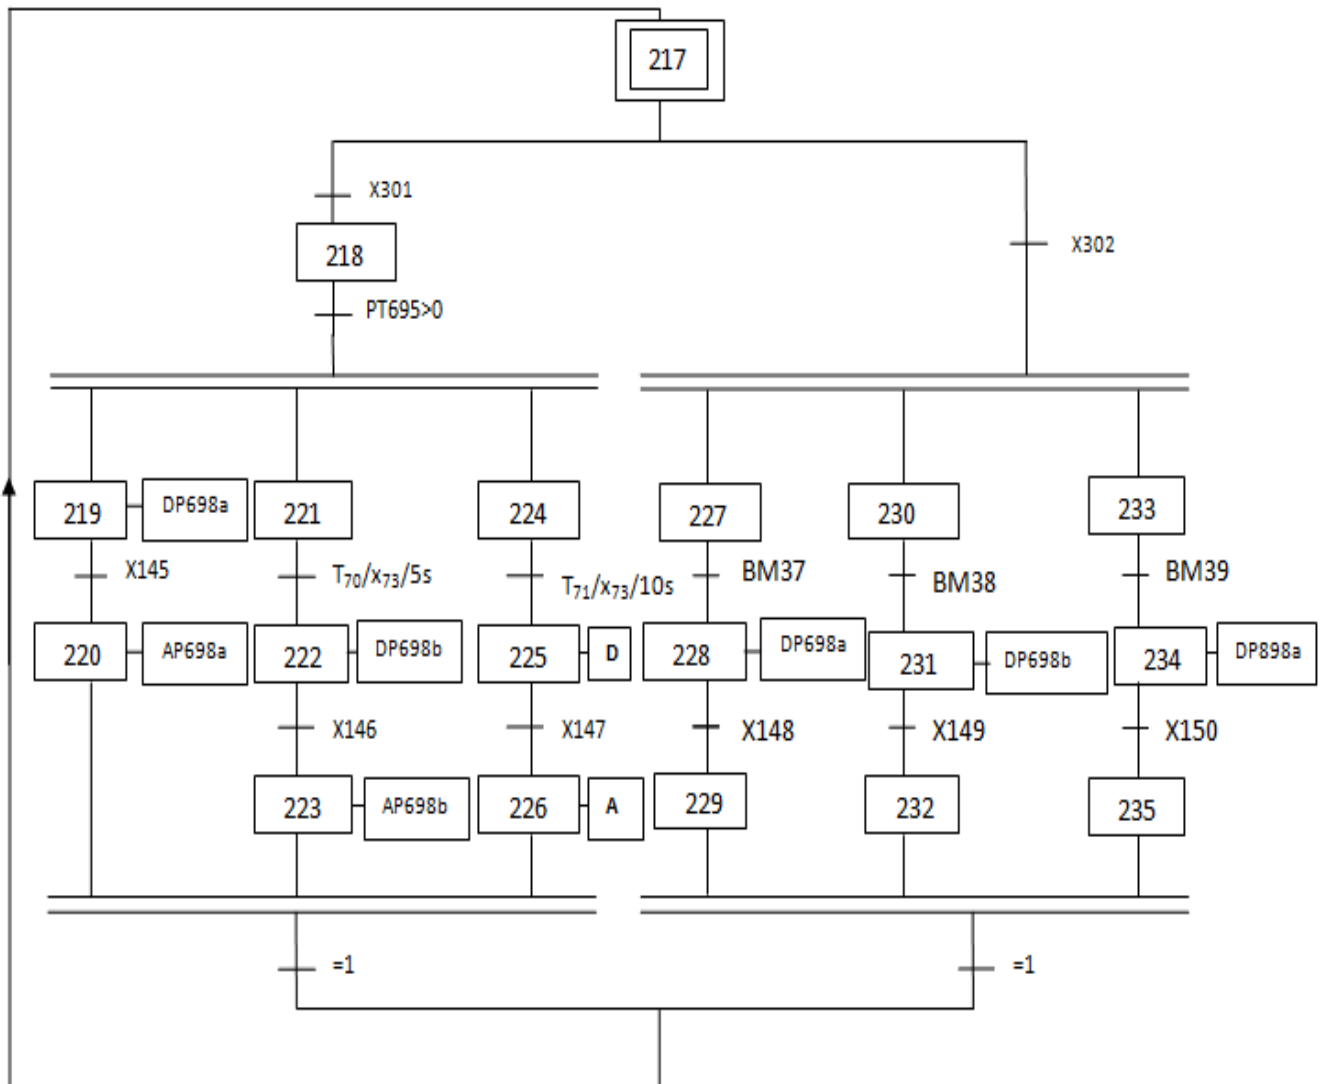 217
X301
X302
218
PT695>0
219
DP698a
221
224
227
230
233
X145
T₇₀/x₇₃/5s
T₇₁/x₇₃/10s
BM37
BM38
BM39
220
AP698a
222
DP698b
225
D
228
DP698a
231
DP698b
234
DP898a
X146
X147
X148
X149
X150
223
AP698b
226
A
229
232
235
=1
=1